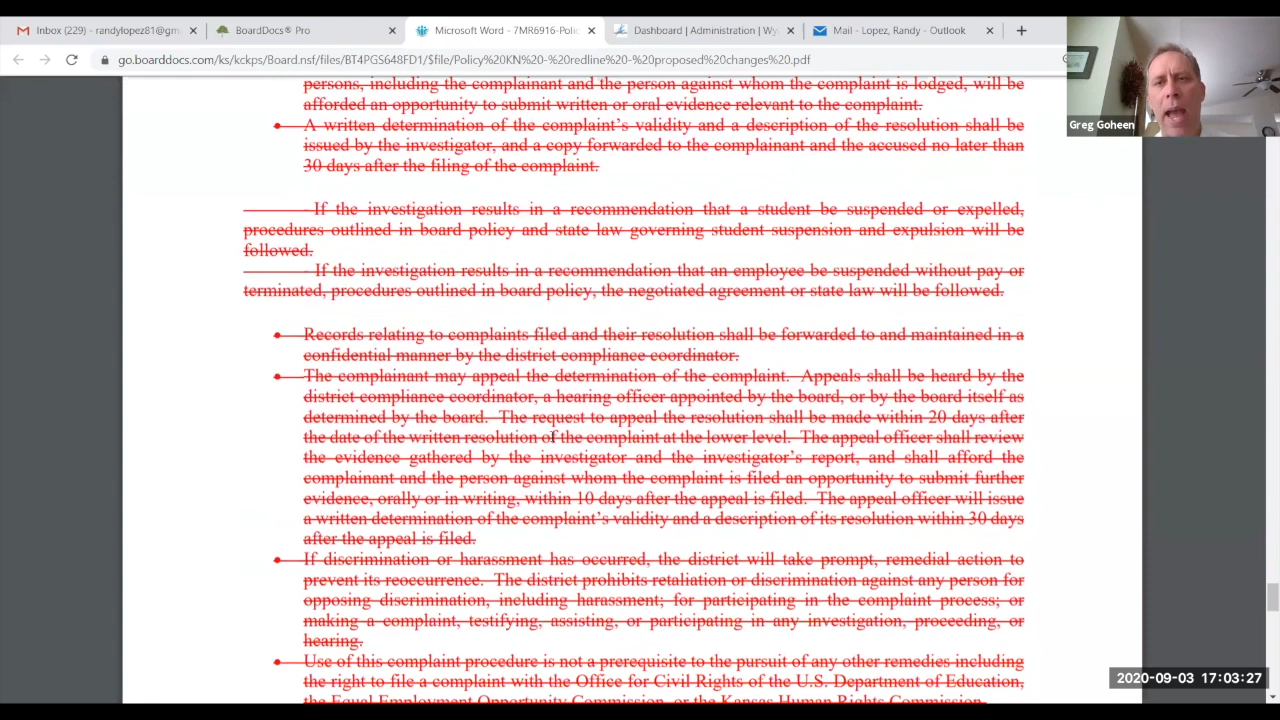 Inbox (229) - randylopez81@gm
BoardDocs® Pro
Microsoft Word - 7MR6916-Polic
Dashboard | Administration | Wy
Mail - Lopez, Randy - Outlook
go.boarddocs.com/ks/kckps/Board.nsf/files/BT4PG5748FD1/$file/Policy%20KN%20-%20redline%20-%20proposed%20changes%20.pdf
Greg Goheen
persons, including the complainant and the person against whom the complaint is lodged, will be
afforded an opportunity to submit written or oral evidence relevant to the complaint.
• A written determination of the complaint's validity and a description of the resolution shall be
issued by the investigator, and a copy forwarded to the complainant and the accused no later than
30 days after the filing of the complaint.
If the investigation results in a recommendation that a student be suspended or expelled,
procedures outlined in board policy and state law governing student suspension and expulsion will be
followed.
If the investigation results in a recommendation that an employee be suspended without pay or
terminated, procedures outlined in board policy, the negotiated agreement or state law will be followed.
• Records relating to complaints filed and their resolution shall be forwarded to and maintained in a
confidential manner by the district compliance coordinator.
• The complainant may appeal the determination of the complaint. Appeals shall be heard by the
district compliance coordinator, a hearing officer appointed by the board, or by the board itself as
determined by the board. The request to appeal the resolution shall be made within 20 days after
the date of the written resolution of the complaint at the lower level. The appeal officer shall review
the evidence gathered by the investigator and the investigator's report, and shall afford the
complainant and the person against whom the complaint is filed an opportunity to submit further
evidence, orally or in writing, within 10 days after the appeal is filed. The appeal officer will issue
a written determination of the complaint's validity and a description of its resolution within 30 days
after the appeal is filed.
• If discrimination or harassment has occurred, the district will take prompt, remedial action to
prevent its reoccurrence. The district prohibits retaliation or discrimination against any person for
opposing discrimination, including harassment; for participating in the complaint process; or
making a complaint, testifying, assisting, or participating in any investigation, proceeding, or
hearing.
• Use of this complaint procedure is not a prerequisite to the pursuit of any other remedies including
the right to file a complaint with the Office for Civil Rights of the U.S. Department of Education,
the Equal Employment Opportunity Commission, or the Kansas Human Rights Commission.
2020-09-03 17:03:27